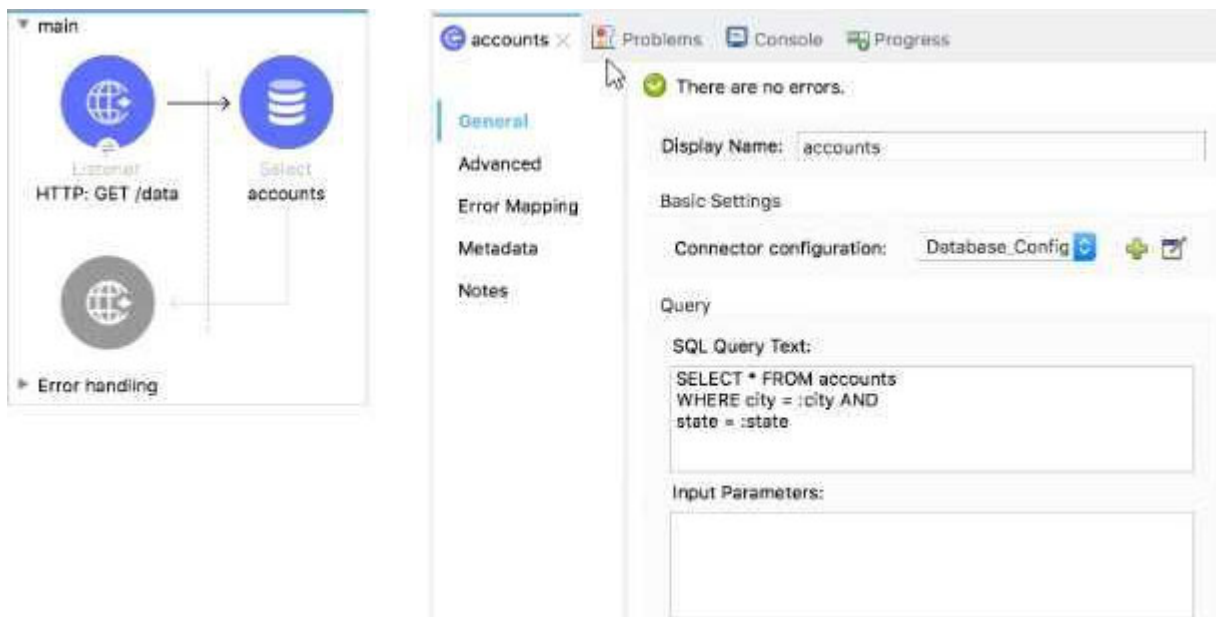 main
Listener
HTTP: GET /data
Select
accounts
Error handling
accounts
Problems
Console
Progress
There are no errors.
General
Advanced
Error Mapping
Metadata
Notes
Display Name: accounts
Basic Settings
Connector configuration: Database_Config
Query
SQL Query Text:
SELECT * FROM accounts
WHERE city = :city AND
state = :state
Input Parameters: